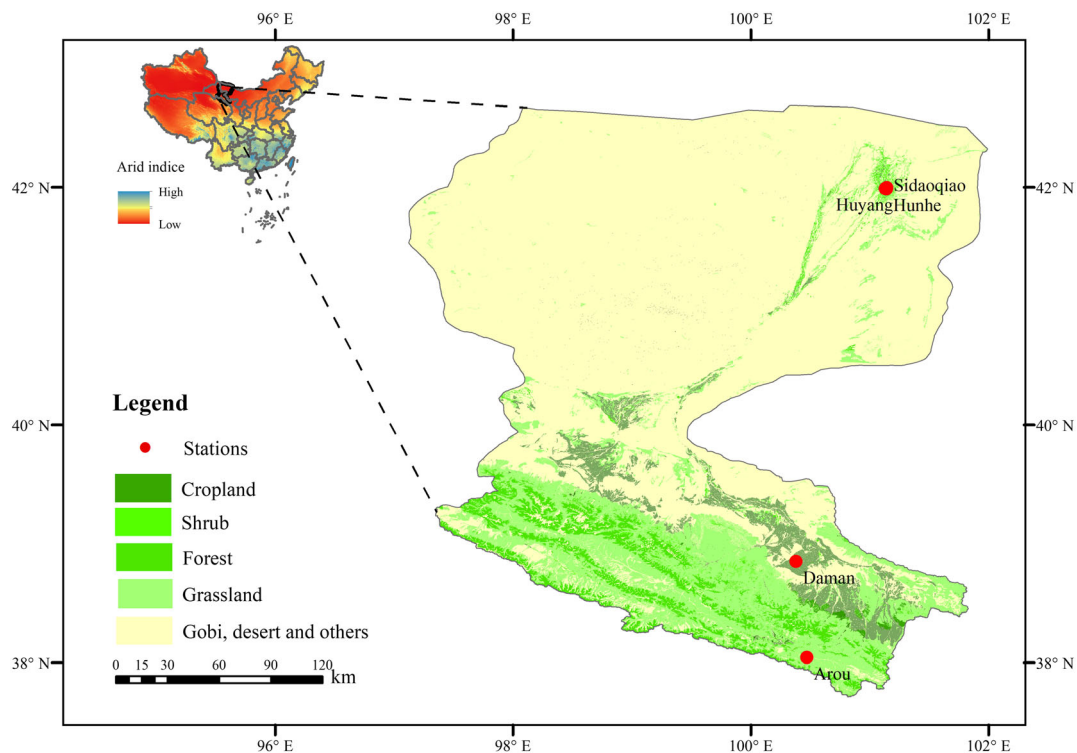 96° E 98° E 100° E 102° E
Arid indice
High
Low
42° N
42° N
Sidaoqiao
HuyangHunhe
Legend
Stations
Cropland
Shrub
Forest
Grassland
Gobi, desert and others
0 15 30 60 90 120
km
40° N
40° N
Daman
Arou
38° N
38° N
96° E 98° E 100° E 102° E